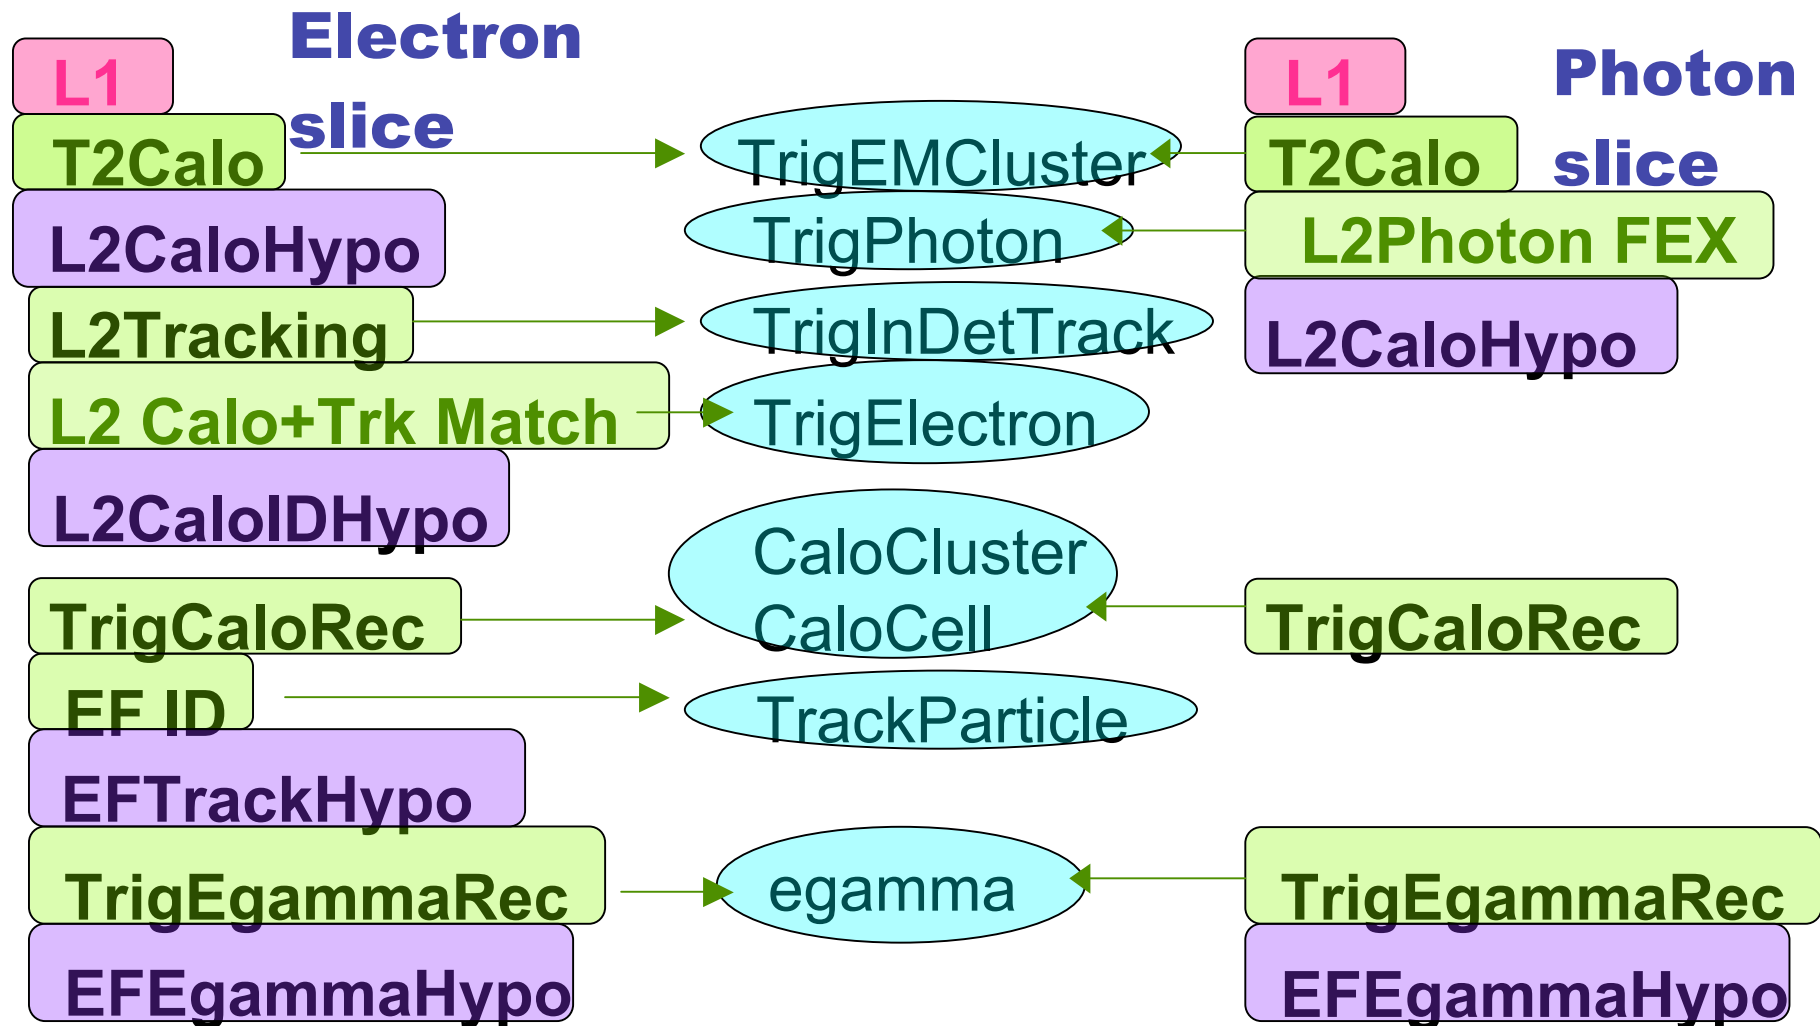 Electron
slice
L1
T2Calo
L2CaloHypo
L2Tracking
L2 Calo+Trk Match
L2CaloIDHypo
TrigCaloRec
EF ID
EFTrackHypo
TrigEgammaRec
EFEgammaHypo
TrigEMCluster
TrigPhoton
TrigInDetTrack
TrigElectron
CaloCluster
CaloCell
TrackParticle
egamma
Photon
slice
L1
T2Calo
L2Photon FEX
L2CaloHypo
TrigCaloRec
TrigEgammaRec
EFEgammaHypo